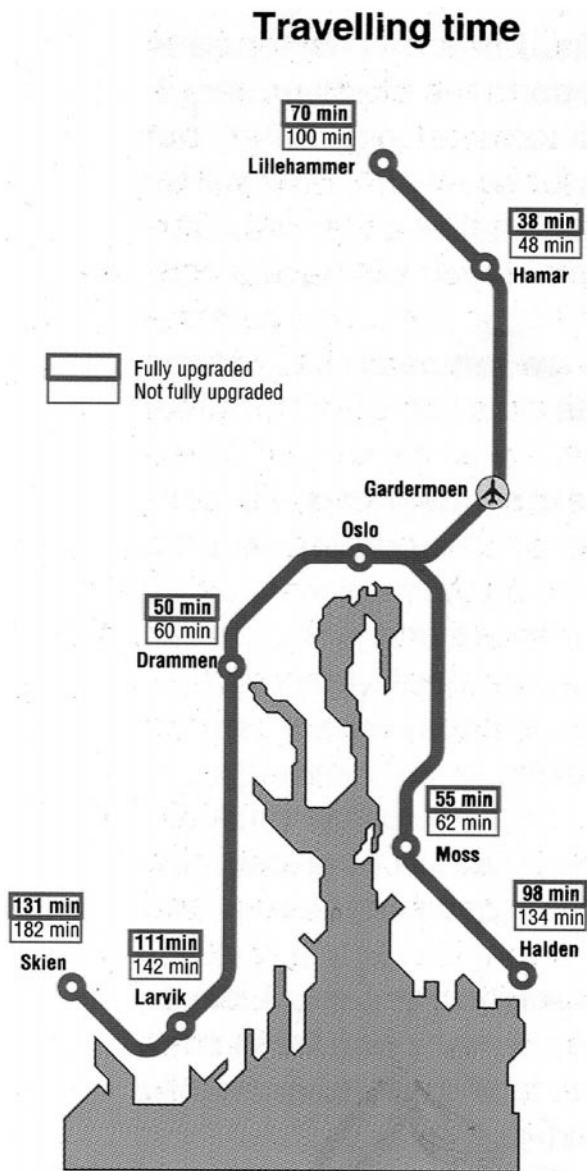 Travelling time
70 min
100 min
Lillehammer
38 min
48 min
Hamar
Fully upgraded
Not fully upgraded
Gardermoen
Oslo
50 min
60 min
Drammen
55 min
62 min
Moss
98 min
134 min
Halden
131 min
182 min
Skien
111min
142 min
Larvik